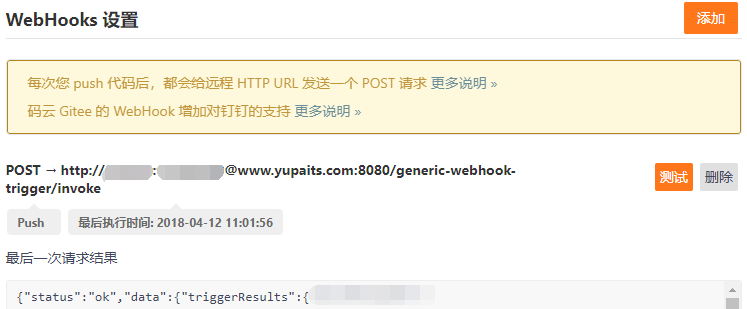 WebHooks 设置
添加
每次您 push 代码后，都会给远程 HTTP URL 发送一个 POST 请求 更多说明 »
码云 Gitee 的 WebHook 增加对钉钉的支持 更多说明 »
POST → http:// : @www.yupaits.com:8080/generic-webhook-
trigger/invoke
测试 删除
Push 最后执行时间: 2018-04-12 11:01:56
最后一次请求结果
{"status":"ok","data":{"triggerResults":{